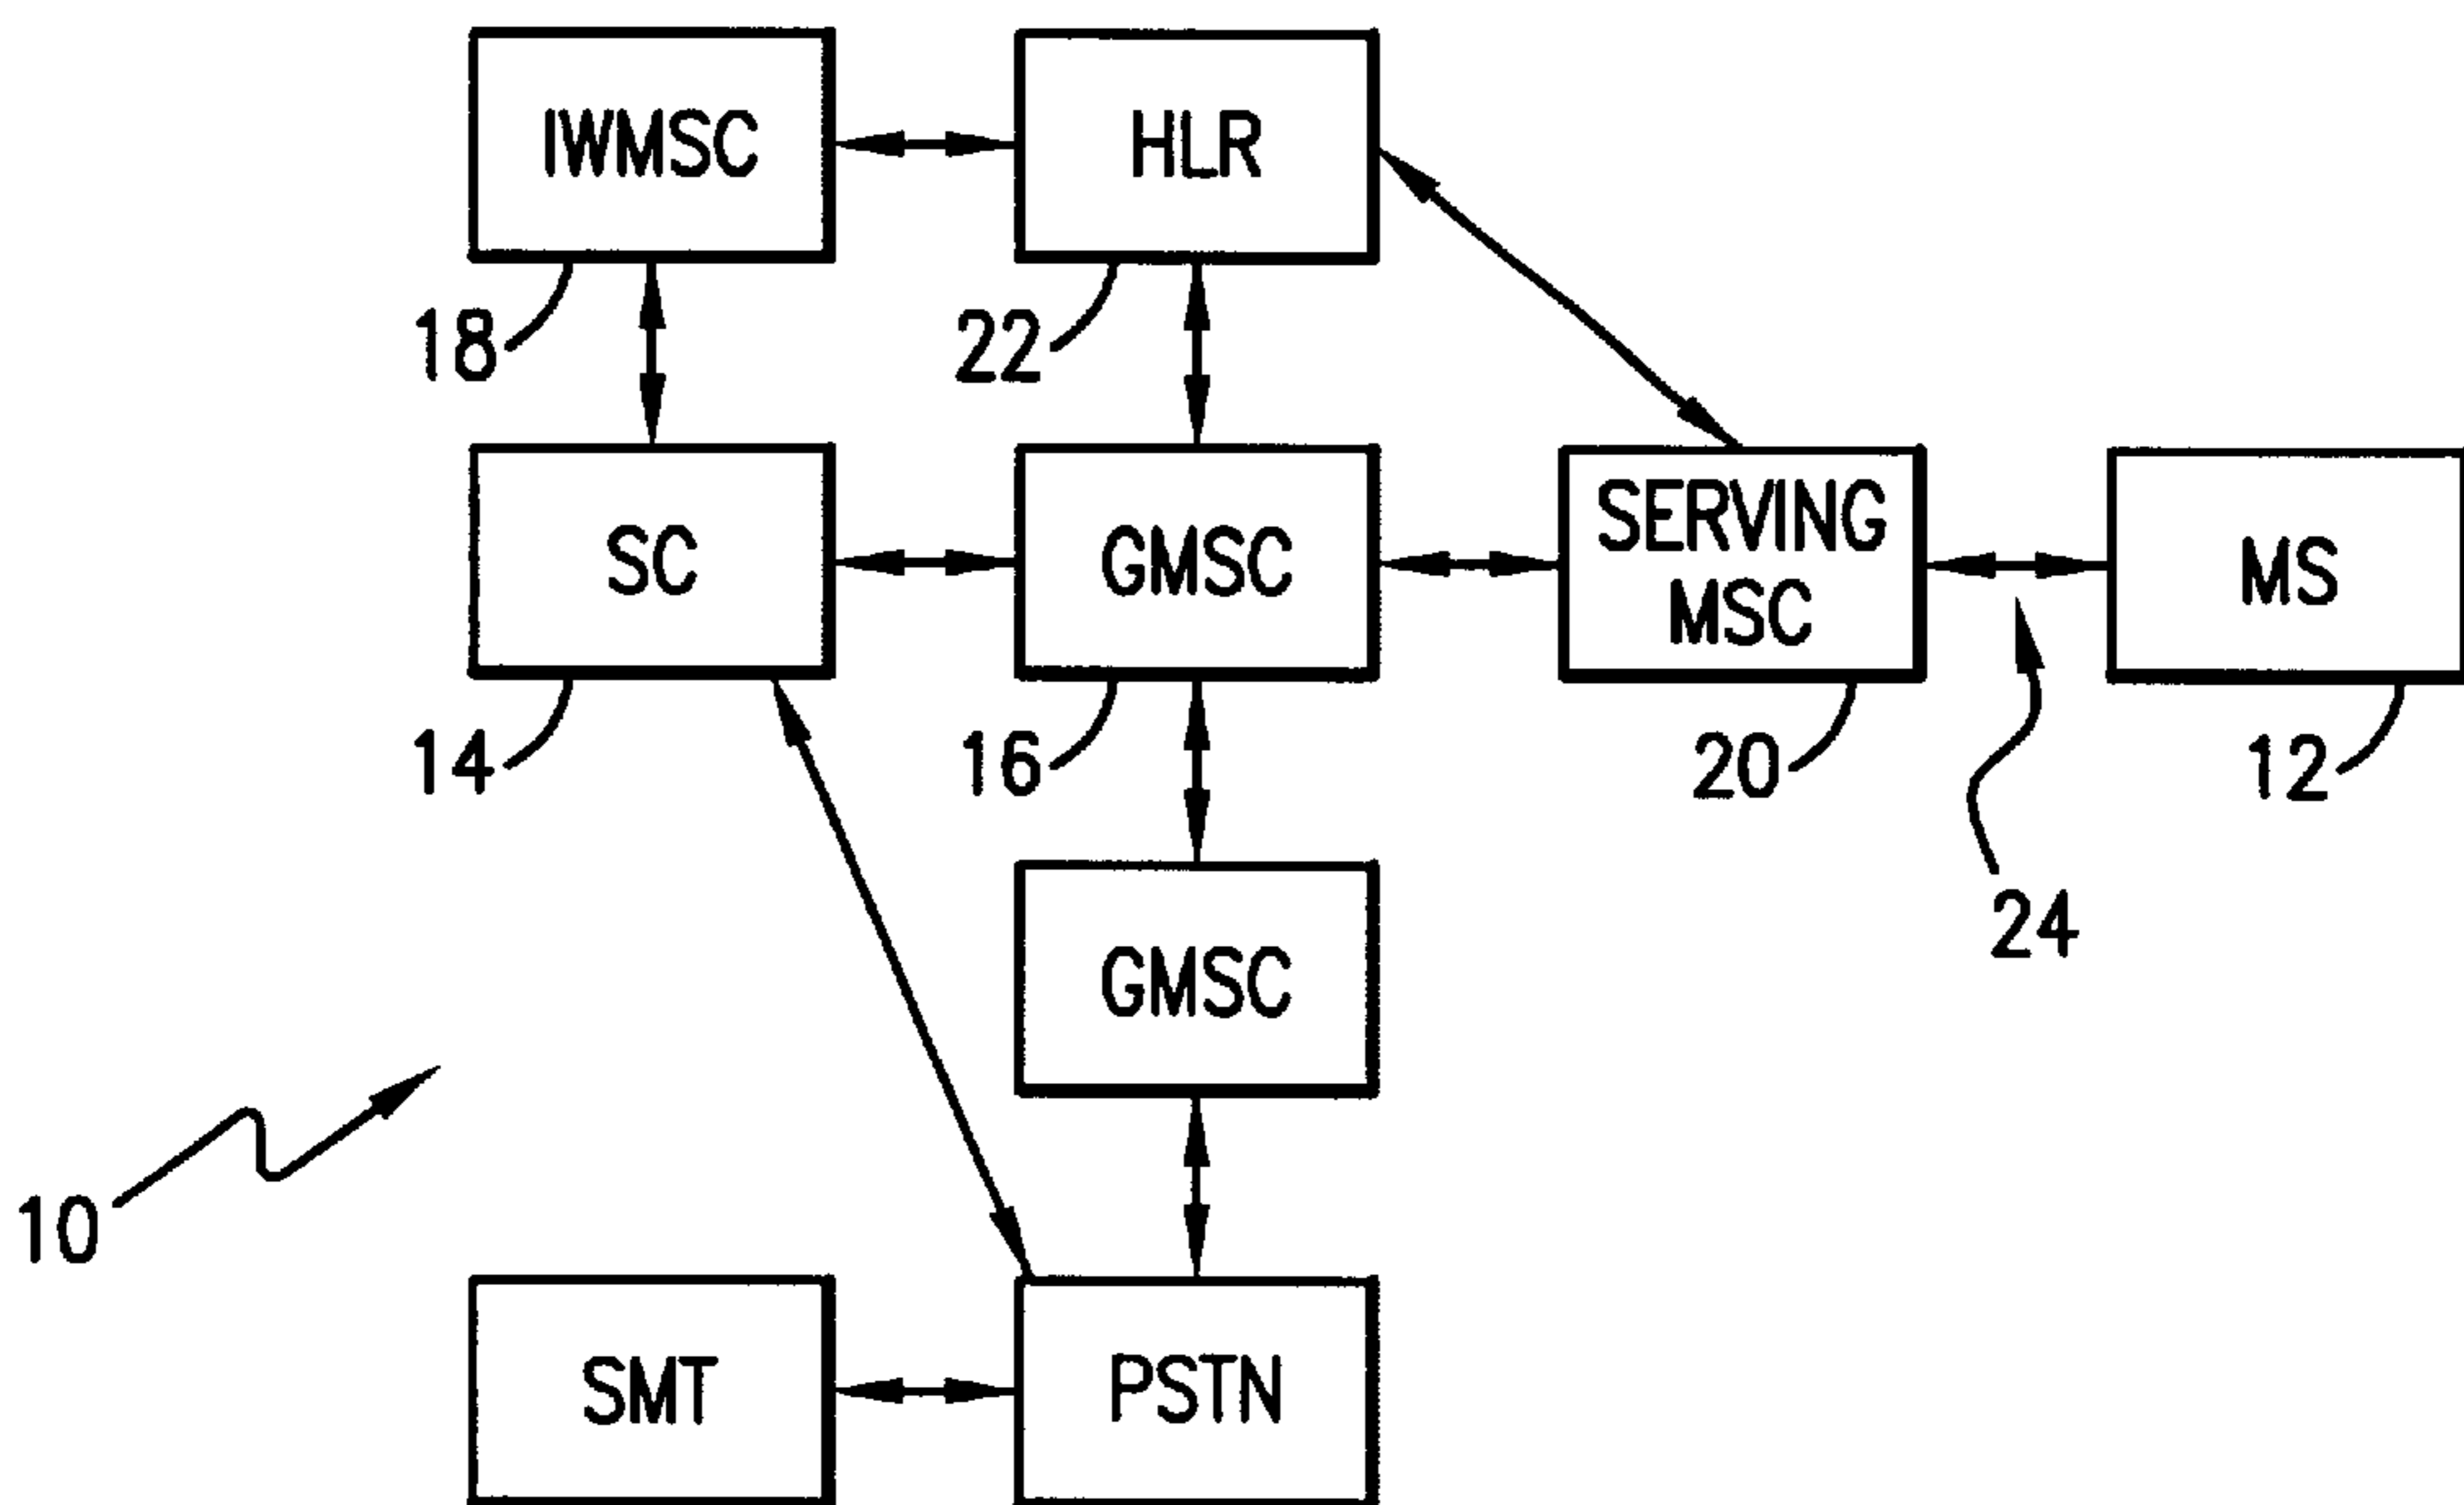 IWMSC
HLR
18
22
SC
GMSC
SERVING
MSC
MS
14
16
20
12
24
GMSC
10
SMT
PSTN